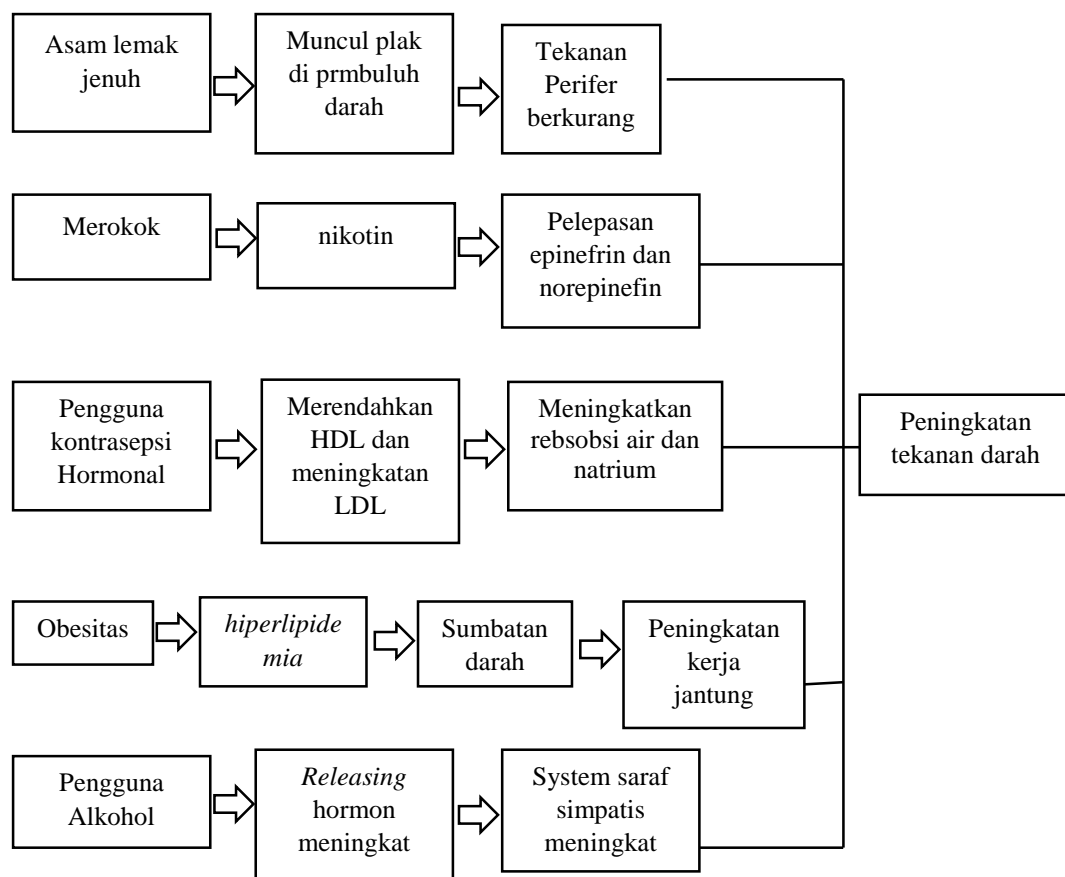 Asam lemak
jenuh
Muncul plak
di prmbuluh
darah
Tekanan
Perifer
berkurang
Merokok
nikotin
Pelepasan
epinefrin dan
norepinefin
Pengguna
kontrasepsi
Hormonal
Merendahkan
HDL dan
meningkatan
LDL
Meningkatkan
rebsobsi air dan
natrium
Peningkatan
tekanan darah
Obesitas
hiperlipide
mia
Sumbatan
darah
Peningkatan
kerja
jantung
Pengguna
Alkohol
Releasing
hormon
meningkat
System saraf
simpatis
meningkat